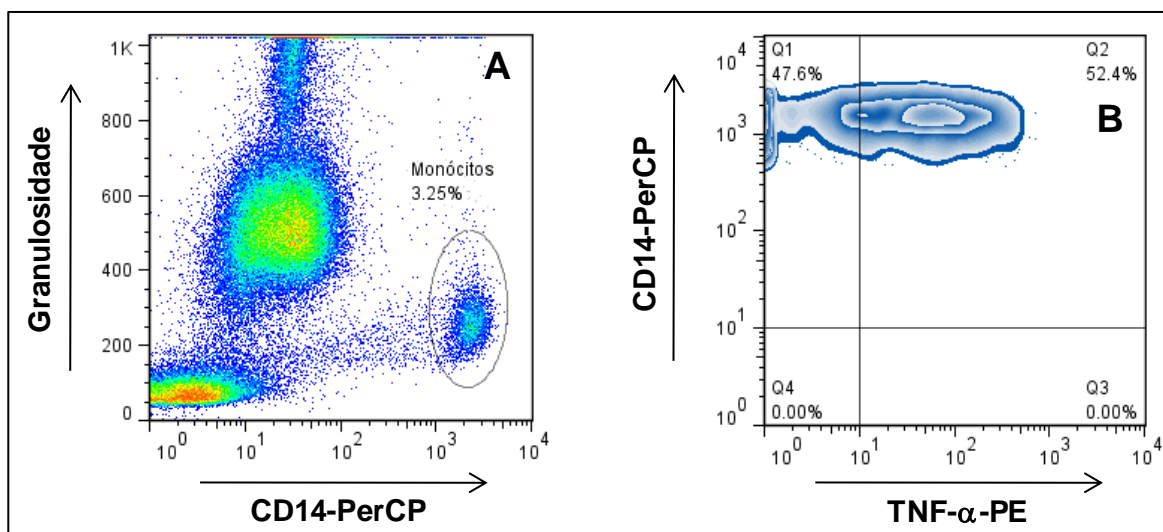 A
Granulosidade
1K
800
600
400
200
0
Monócitos
3.25%
10^0
10^1
10^2
10^3
10^4
CD14-PerCP
B
CD14-PerCP
10^4
10^3
10^2
10^1
10^0
Q1
47.6%
Q2
52.4%
Q4
0.00%
Q3
0.00%
10^0
10^1
10^2
10^3
10^4
TNF-α-PE